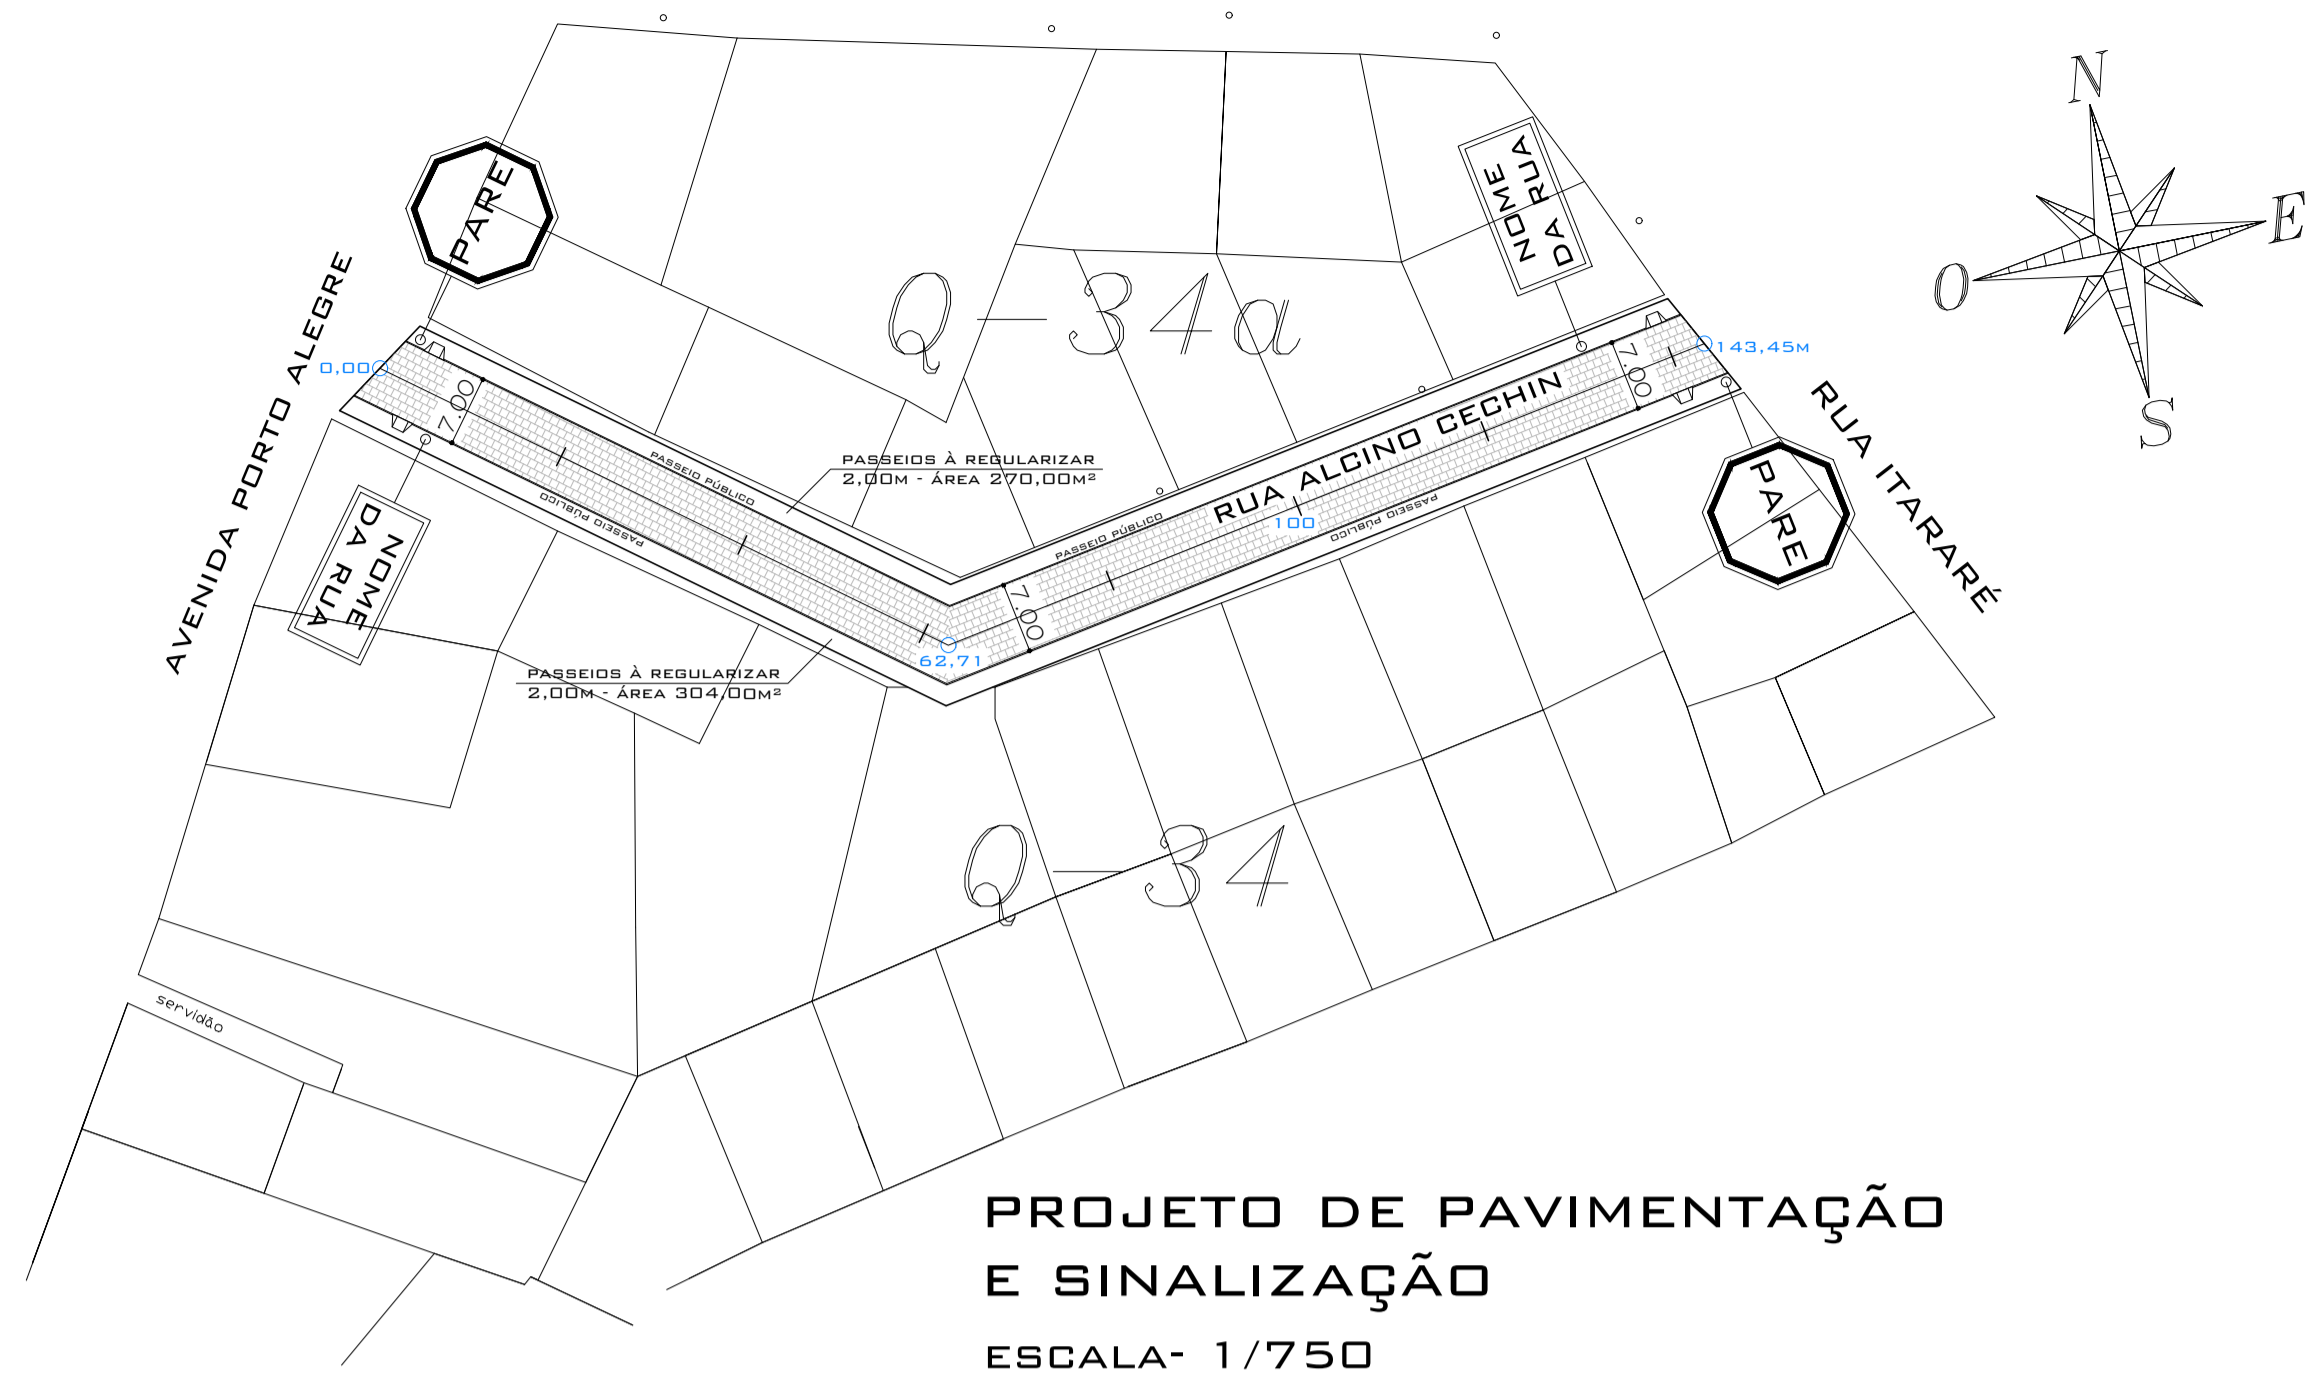 N
E
O
S
PARE
NOME
DA RUA
AVENIDA PORTO ALEGRE
Q-34a
0,00
143,45M
7.00
7.00
7.00
RUA ALCINO CECHIN
RUA ITARARÉ
PASSEIO PÚBLICO
PASSEIO PÚBLICO
PASSEIOS À REGULARIZAR
2,00M - ÁREA 270,00M²
PASSEIO PÚBLICO
PASSEIO PÚBLICO
100
PARE
NOME
DA RUA
62,71
PASSEIOS À REGULARIZAR
2,00M - ÁREA 304,00M²
Q-34
servidão
PROJETO DE PAVIMENTAÇÃO
E SINALIZAÇÃO
ESCALA- 1/750